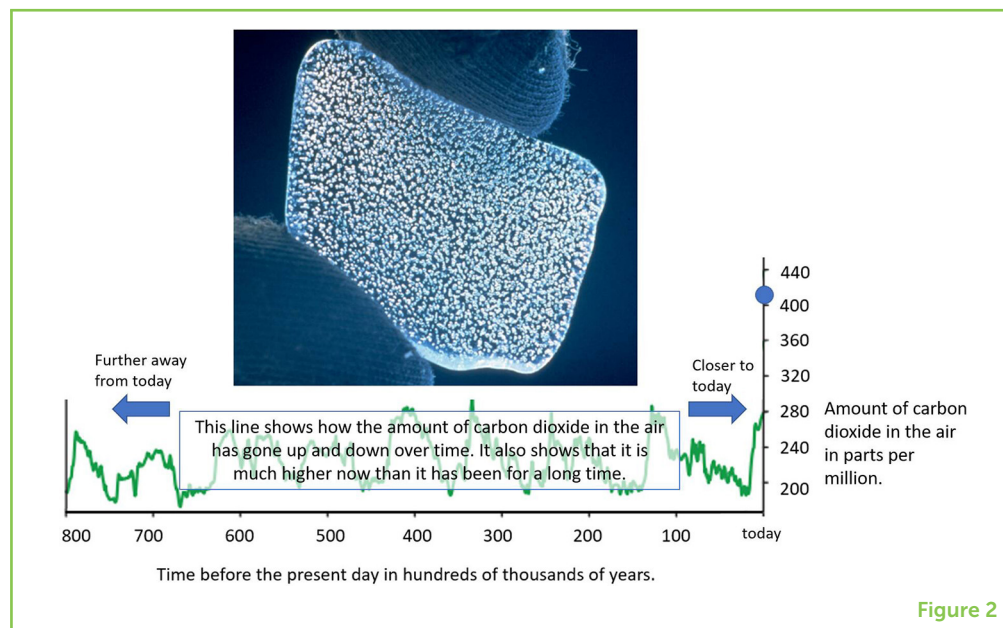 440
400
360
320
280
240
200
Further away
from today
Closer to
today
This line shows how the amount of carbon dioxide in the air
has gone up and down over time. It also shows that it is
much higher now than it has been for a long time.
Amount of carbon
dioxide in the air
in parts per
million.
800 700 600 500 400 300 200 100 today
Time before the present day in hundreds of thousands of years.
Figure 2